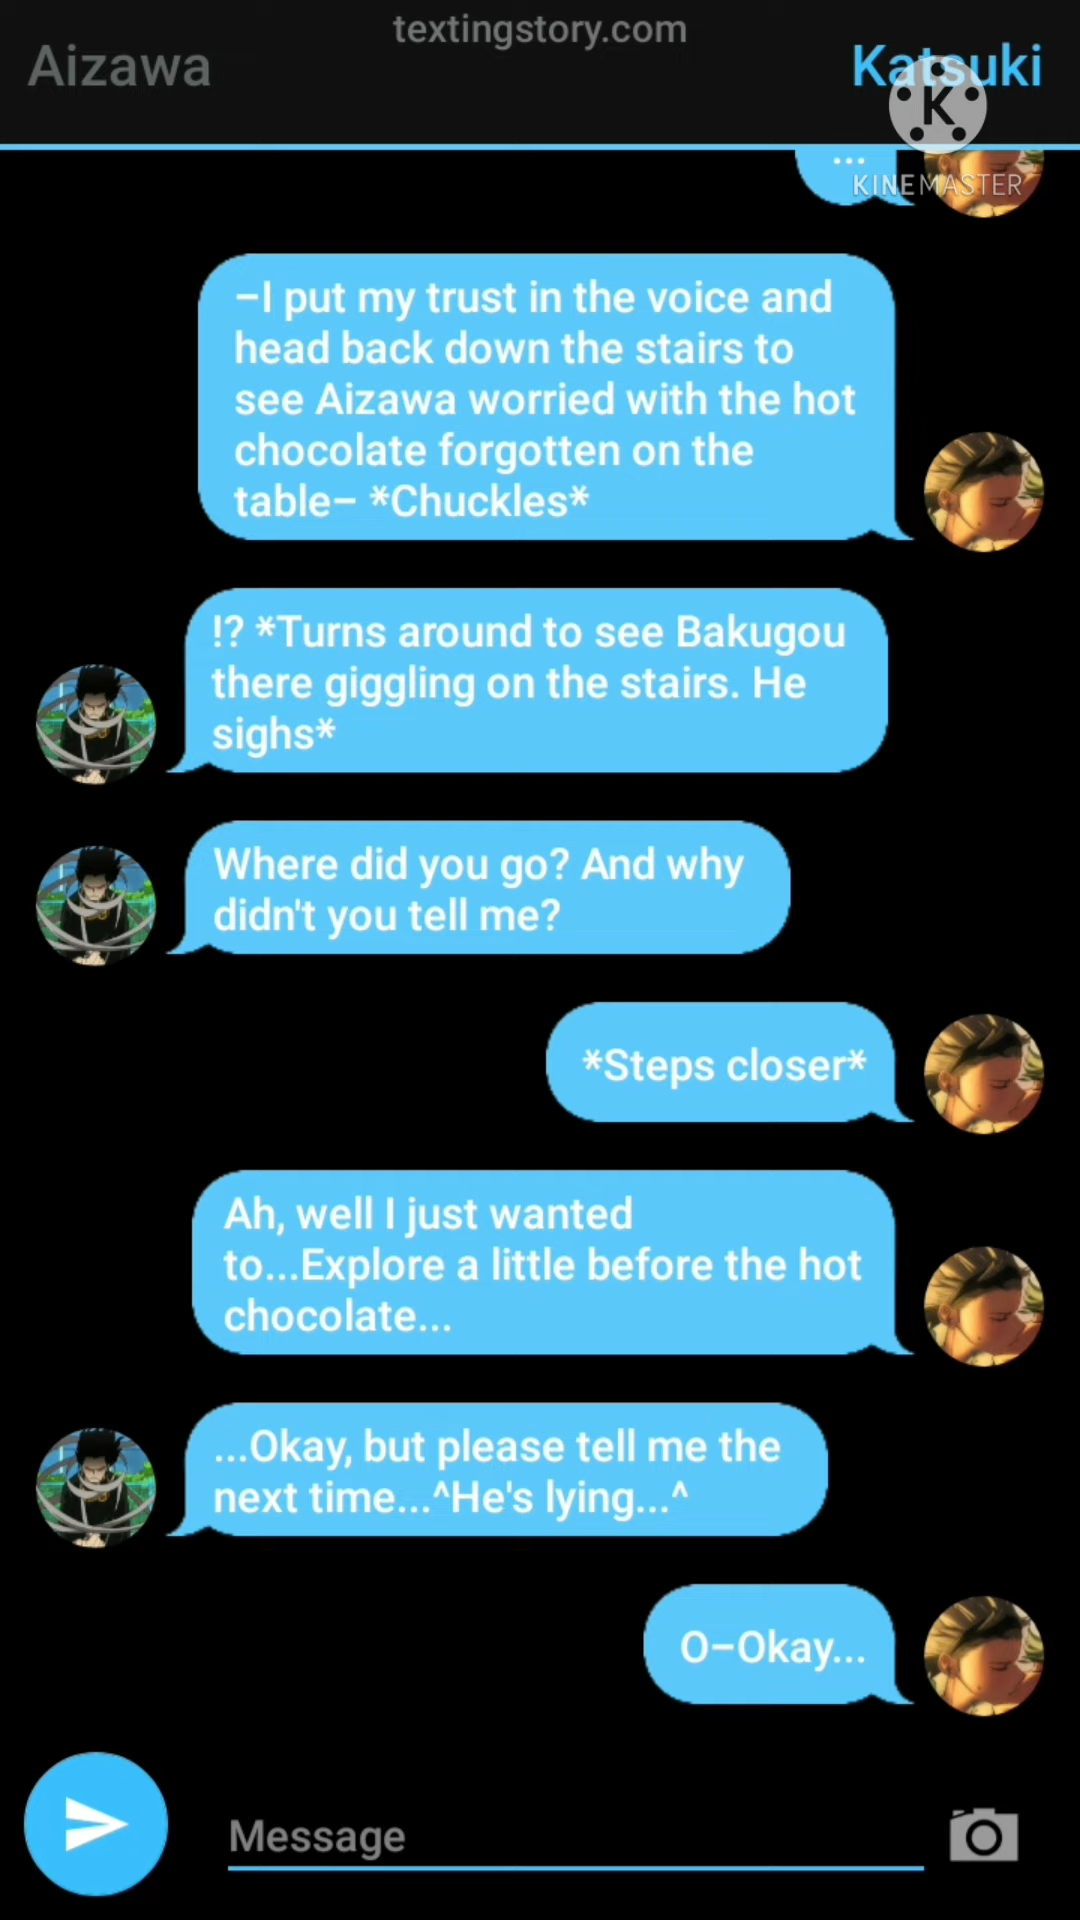 textingstory.com
Aizawa
Katsuki
K
...
KINEMASTER
–I put my trust in the voice and
head back down the stairs to
see Aizawa worried with the hot
chocolate forgotten on the
table– *Chuckles*
!? *Turns around to see Bakugou
there giggling on the stairs. He
sighs*
Where did you go? And why
didn't you tell me?
*Steps closer*
Ah, well I just wanted
to...Explore a little before the hot
chocolate...
...Okay, but please tell me the
next time...^He's lying...^
O–Okay...
Message